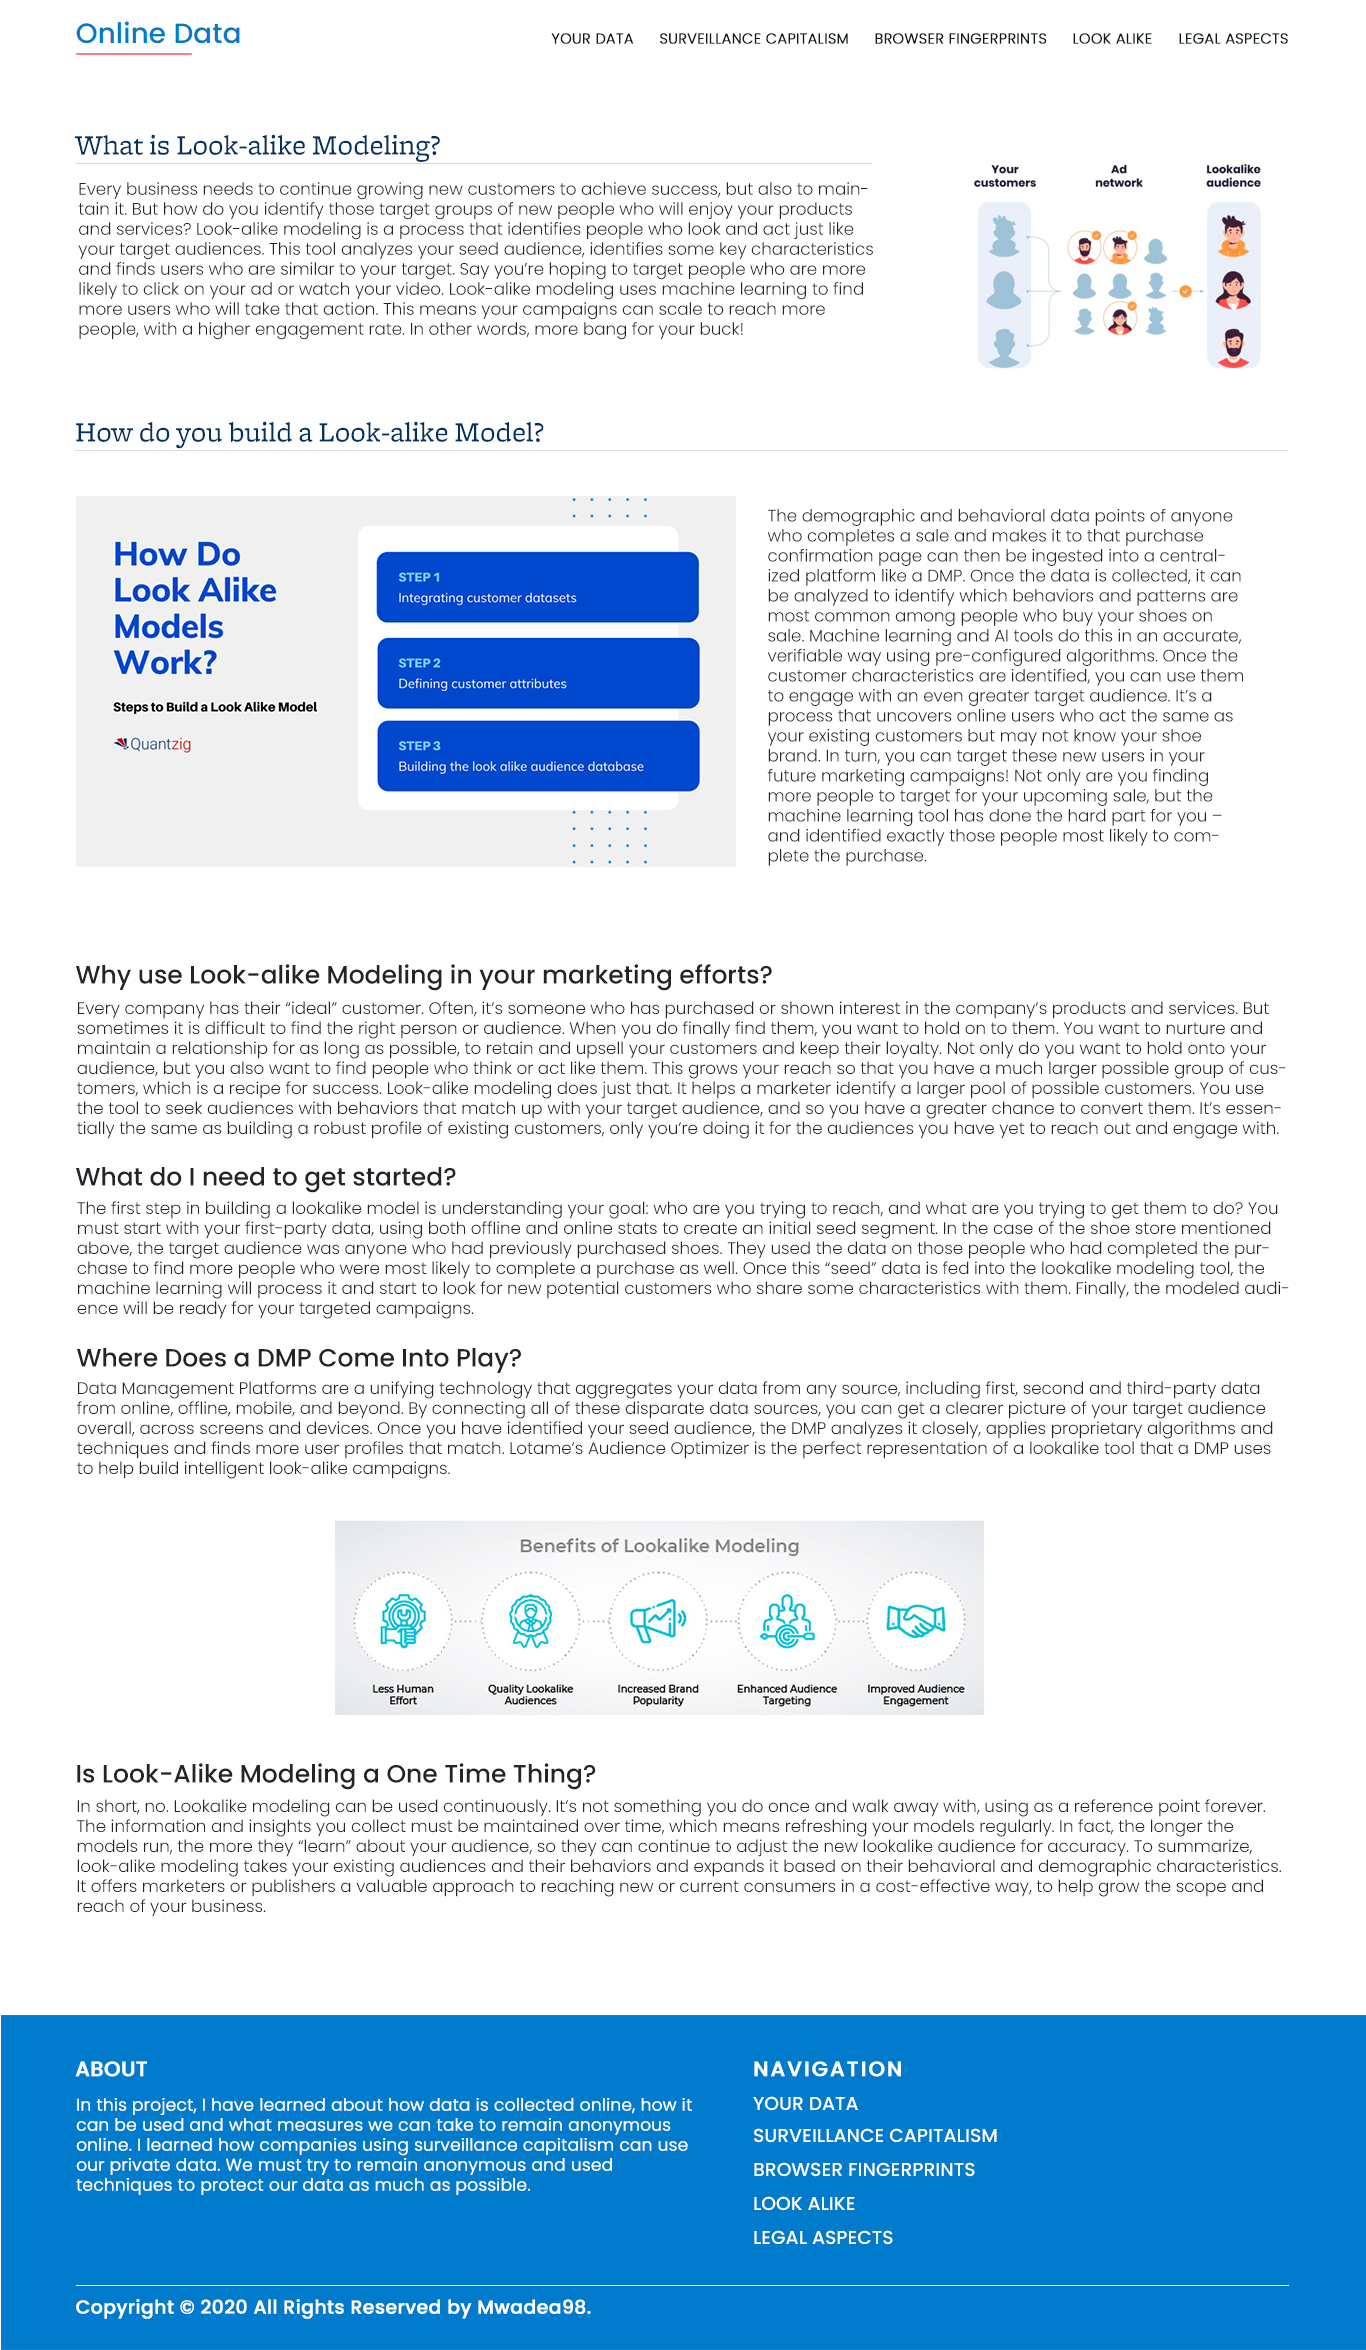 Online Data
YOUR DATA SURVEILLANCE CAPITALISM BROWSER FINGERPRINTS LOOK ALIKE LEGAL ASPECTS
What is Look-alike Modeling?
Every business needs to continue growing new customers to achieve success, but also to main-
tain it. But how do you identify those target groups of new people who will enjoy your products
and services? Look-alike modeling is a process that identifies people who look and act just like
your target audiences. This tool analyzes your seed audience, identifies some key characteristics
and finds users who are similar to your target. Say you’re hoping to target people who are more
likely to click on your ad or watch your video. Look-alike modeling uses machine learning to find
more users who will take that action. This means your campaigns can scale to reach more
people, with a higher engagement rate. In other words, more bang for your buck!
Your
customers
Ad
network
Lookalike
audience
How do you build a Look-alike Model?
How Do
Look Alike
Models
Work?
Steps to Build a Look Alike Model
Quantzig
STEP 1
Integrating customer datasets
STEP 2
Defining customer attributes
STEP 3
Building the look alike audience database
The demographic and behavioral data points of anyone
who completes a sale and makes it to that purchase
confirmation page can then be ingested into a central-
ized platform like a DMP. Once the data is collected, it can
be analyzed to identify which behaviors and patterns are
most common among people who buy your shoes on
sale. Machine learning and AI tools do this in an accurate,
verifiable way using pre-configured algorithms. Once the
customer characteristics are identified, you can use them
to engage with an even greater target audience. It’s a
process that uncovers online users who act the same as
your existing customers but may not know your shoe
brand. In turn, you can target these new users in your
future marketing campaigns! Not only are you finding
more people to target for your upcoming sale, but the
machine learning tool has done the hard part for you –
and identified exactly those people most likely to com-
plete the purchase.
Why use Look-alike Modeling in your marketing efforts?
Every company has their “ideal” customer. Often, it’s someone who has purchased or shown interest in the company’s products and services. But
sometimes it is difficult to find the right person or audience. When you do finally find them, you want to hold on to them. You want to nurture and
maintain a relationship for as long as possible, to retain and upsell your customers and keep their loyalty. Not only do you want to hold onto your
audience, but you also want to find people who think or act like them. This grows your reach so that you have a much larger possible group of cus-
tomers, which is a recipe for success. Look-alike modeling does just that. It helps a marketer identify a larger pool of possible customers. You use
the tool to seek audiences with behaviors that match up with your target audience, and so you have a greater chance to convert them. It’s essen-
tially the same as building a robust profile of existing customers, only you’re doing it for the audiences you have yet to reach out and engage with.
What do I need to get started?
The first step in building a lookalike model is understanding your goal: who are you trying to reach, and what are you trying to get them to do? You
must start with your first-party data, using both offline and online stats to create an initial seed segment. In the case of the shoe store mentioned
above, the target audience was anyone who had previously purchased shoes. They used the data on those people who had completed the pur-
chase to find more people who were most likely to complete a purchase as well. Once this “seed” data is fed into the lookalike modeling tool, the
machine learning will process it and start to look for new potential customers who share some characteristics with them. Finally, the modeled audi-
ence will be ready for your targeted campaigns.
Where Does a DMP Come Into Play?
Data Management Platforms are a unifying technology that aggregates your data from any source, including first, second and third-party data
from online, offline, mobile, and beyond. By connecting all of these disparate data sources, you can get a clearer picture of your target audience
overall, across screens and devices. Once you have identified your seed audience, the DMP analyzes it closely, applies proprietary algorithms and
techniques and finds more user profiles that match. Lotame’s Audience Optimizer is the perfect representation of a lookalike tool that a DMP uses
to help build intelligent look-alike campaigns.
Benefits of Lookalike Modeling
Less Human
Effort
Quality Lookalike
Audiences
Increased Brand
Popularity
Enhanced Audience
Targeting
Improved Audience
Engagement
Is Look-Alike Modeling a One Time Thing?
In short, no. Lookalike modeling can be used continuously. It’s not something you do once and walk away with, using as a reference point forever.
The information and insights you collect must be maintained over time, which means refreshing your models regularly. In fact, the longer the
models run, the more they “learn” about your audience, so they can continue to adjust the new lookalike audience for accuracy. To summarize,
look-alike modeling takes your existing audiences and their behaviors and expands it based on their behavioral and demographic characteristics.
It offers marketers or publishers a valuable approach to reaching new or current consumers in a cost-effective way, to help grow the scope and
reach of your business.
ABOUT
In this project, I have learned about how data is collected online, how it
can be used and what measures we can take to remain anonymous
online. I learned how companies using surveillance capitalism can use
our private data. We must try to remain anonymous and used
techniques to protect our data as much as possible.
NAVIGATION
YOUR DATA
SURVEILLANCE CAPITALISM
BROWSER FINGERPRINTS
LOOK ALIKE
LEGAL ASPECTS
Copyright © 2020 All Rights Reserved by Mwadea98.